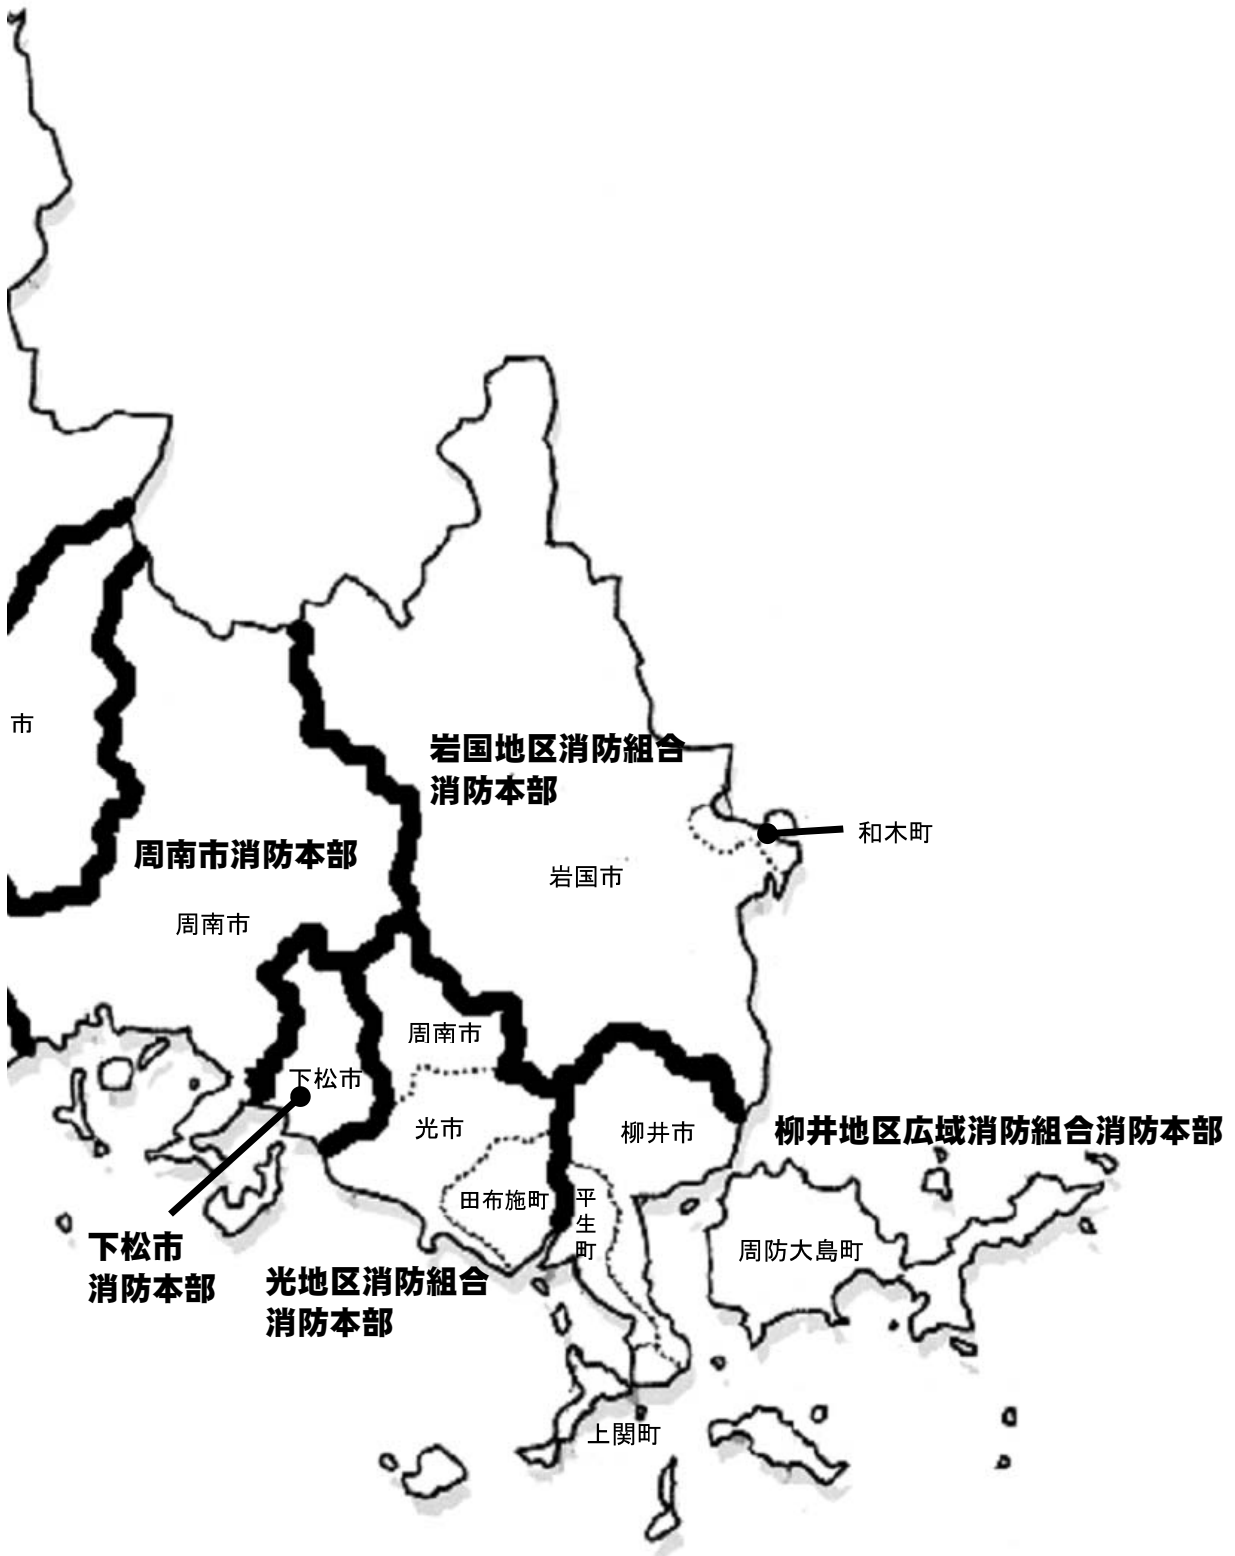 市
岩国地区消防組合
消防本部
和木町
周南市消防本部
岩国市
周南市
周南市
下松市
光市
柳井市
柳井地区広域消防組合消防本部
田布施町
平
生
町
周防大島町
下松市
消防本部
光地区消防組合
消防本部
上関町